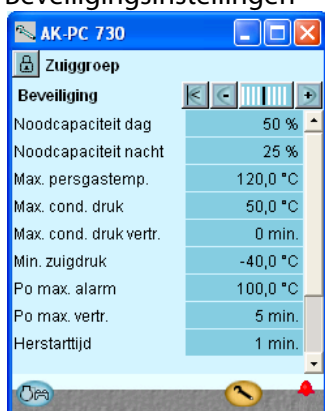 Beveiligingsinstellingen
AK-PC 730
Zuiggroep
Beveiliging
Noodcapaciteit dag 50 %
Noodcapaciteit nacht 25 %
Max. persgastemp. 120,0 °C
Max. cond. druk 50,0 °C
Max. cond. druk vertr. 0 min.
Min. zuigdruk -40,0 °C
Po max. alarm 100,0 °C
Po max. vertr. 5 min.
Herstarttijd 1 min.